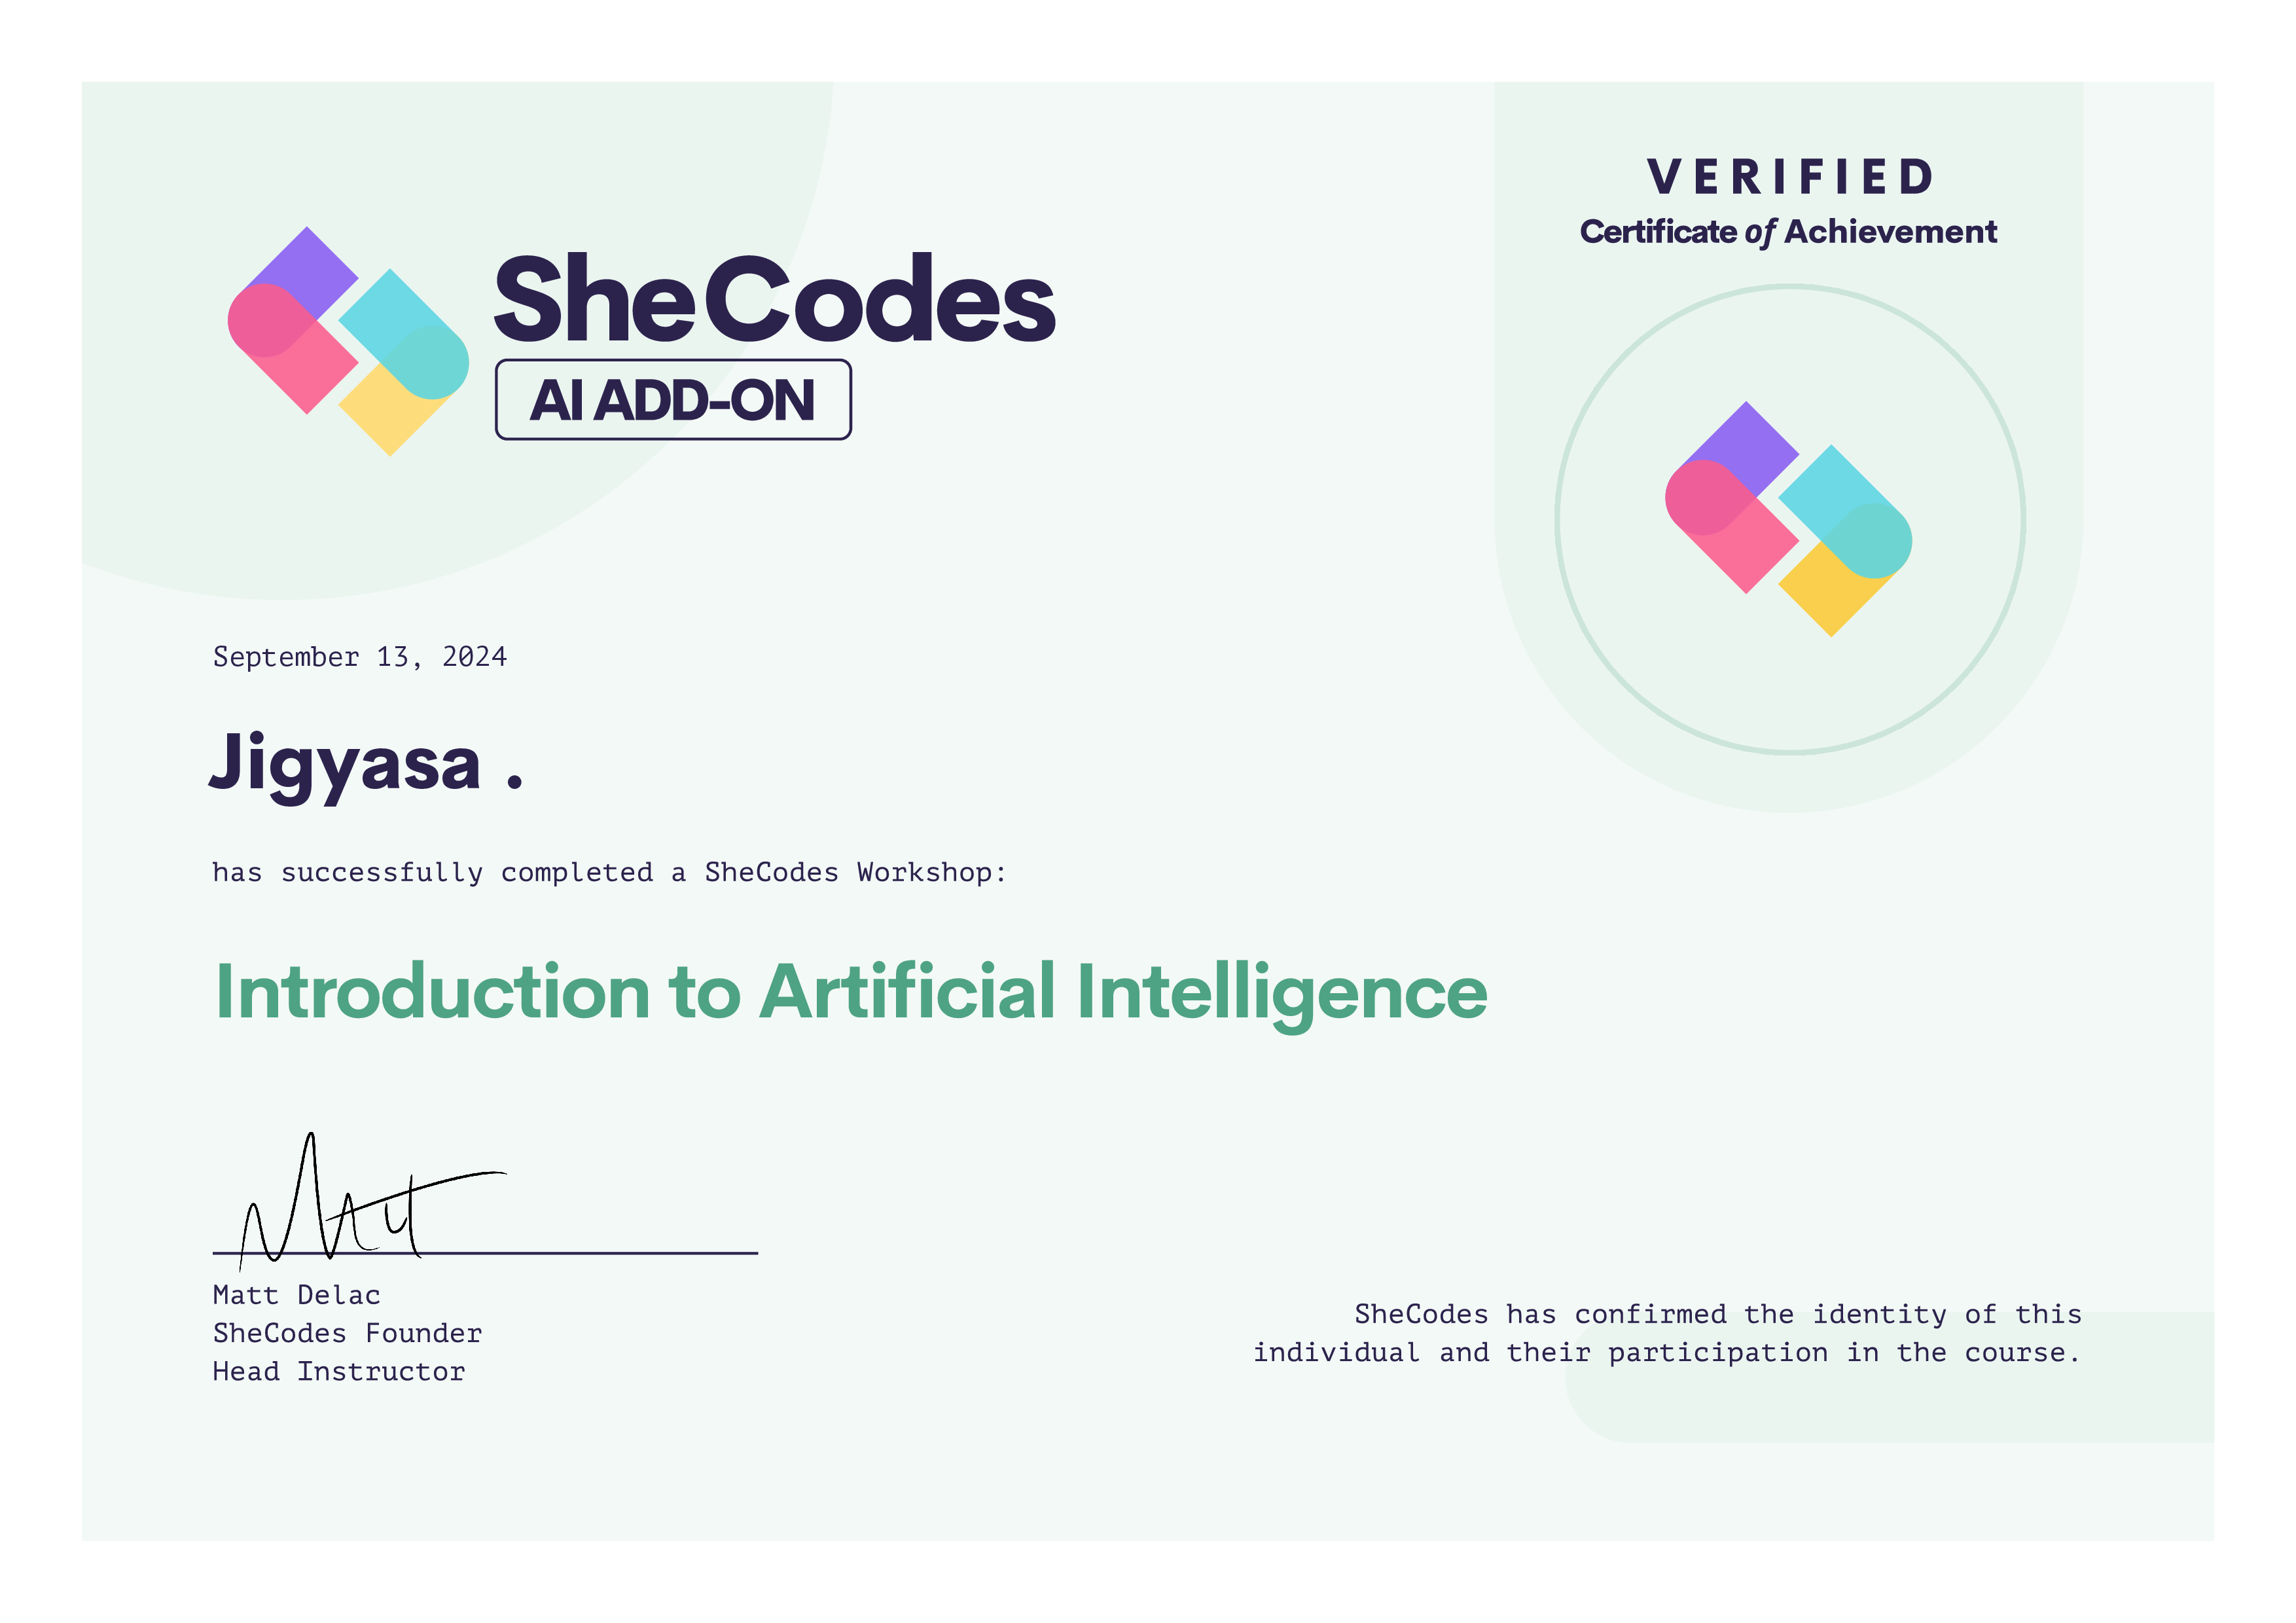 SheCodes
AI ADD-ON
VERIFIED
Certificate of Achievement
September 13, 2024
Jigyasa .
has successfully completed a SheCodes Workshop:
Introduction to Artificial Intelligence
Matt
Matt Delac
SheCodes Founder
Head Instructor
SheCodes has confirmed the identity of this
individual and their participation in the course.